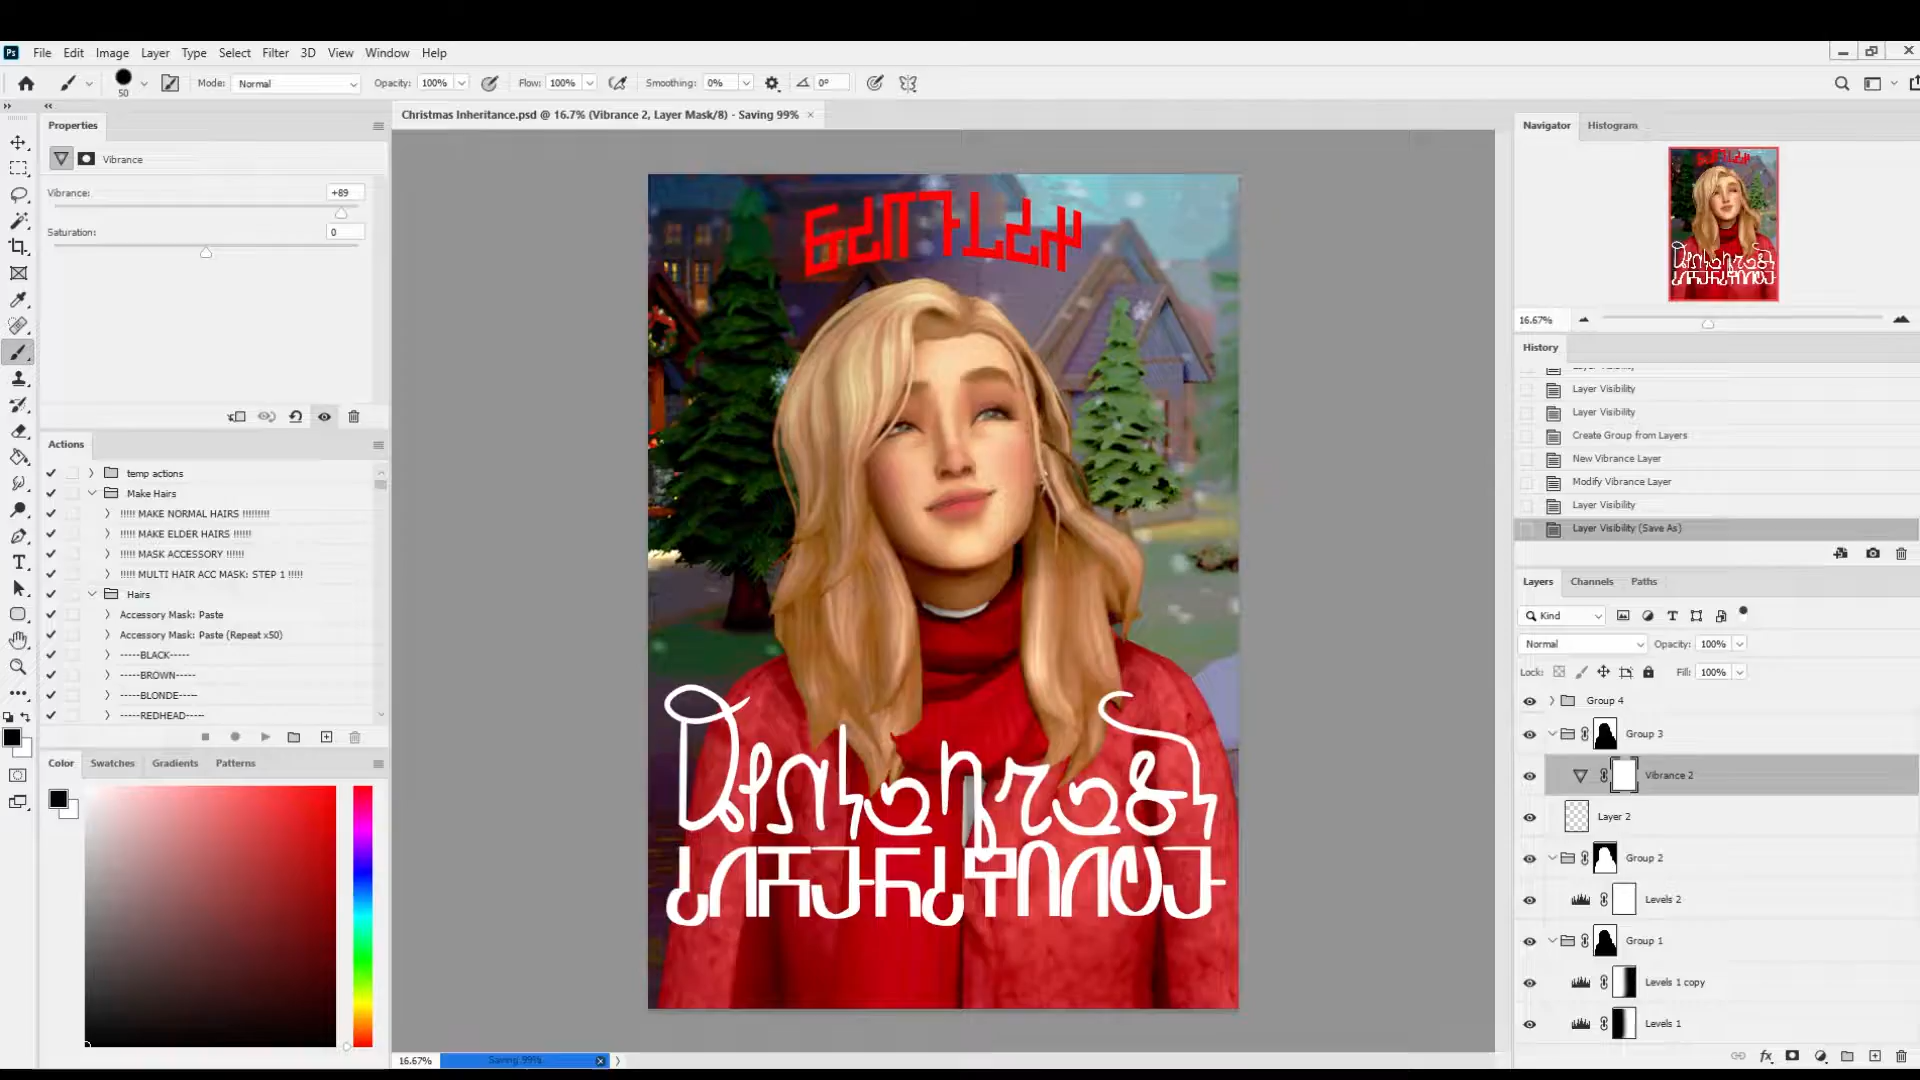 File Edit Image Layer Type Select Filter 3D View Window Help
50 Mode: Normal Opacity: 100% Flow: 100% Smoothing: 0% 0°
Christmas Inheritance.psd @ 16.7% (Vibrance 2, Layer Mask/8) - Saving 99% ×
Properties
Vibrance
Vibrance: +89
Saturation: 0
Actions
temp actions
Make Hairs
!!!!! MAKE NORMAL HAIRS !!!!!!!!!
!!!!! MAKE ELDER HAIRS !!!!!!
!!!!! MASK ACCESSORY !!!!!!
!!!!! MULTI HAIR ACC MASK: STEP 1 !!!!!
Hairs
Accessory Mask: Paste
Accessory Mask: Paste (Repeat x50)
-----BLACK-----
-----BROWN-----
-----BLONDE-----
-----REDHEAD-----
Color Swatches Gradients Patterns
16.67% Saving 99%
Navigator Histogram
16.67%
History
Layer Visibility
Layer Visibility
Layer Visibility
Create Group from Layers
New Vibrance Layer
Modify Vibrance Layer
Layer Visibility
Layer Visibility (Save As)
Layers Channels Paths
Kind
Normal Opacity: 100%
Lock: Fill: 100%
Group 4
Group 3
Vibrance 2
Layer 2
Group 2
Levels 2
Group 1
Levels 1 copy
Levels 1